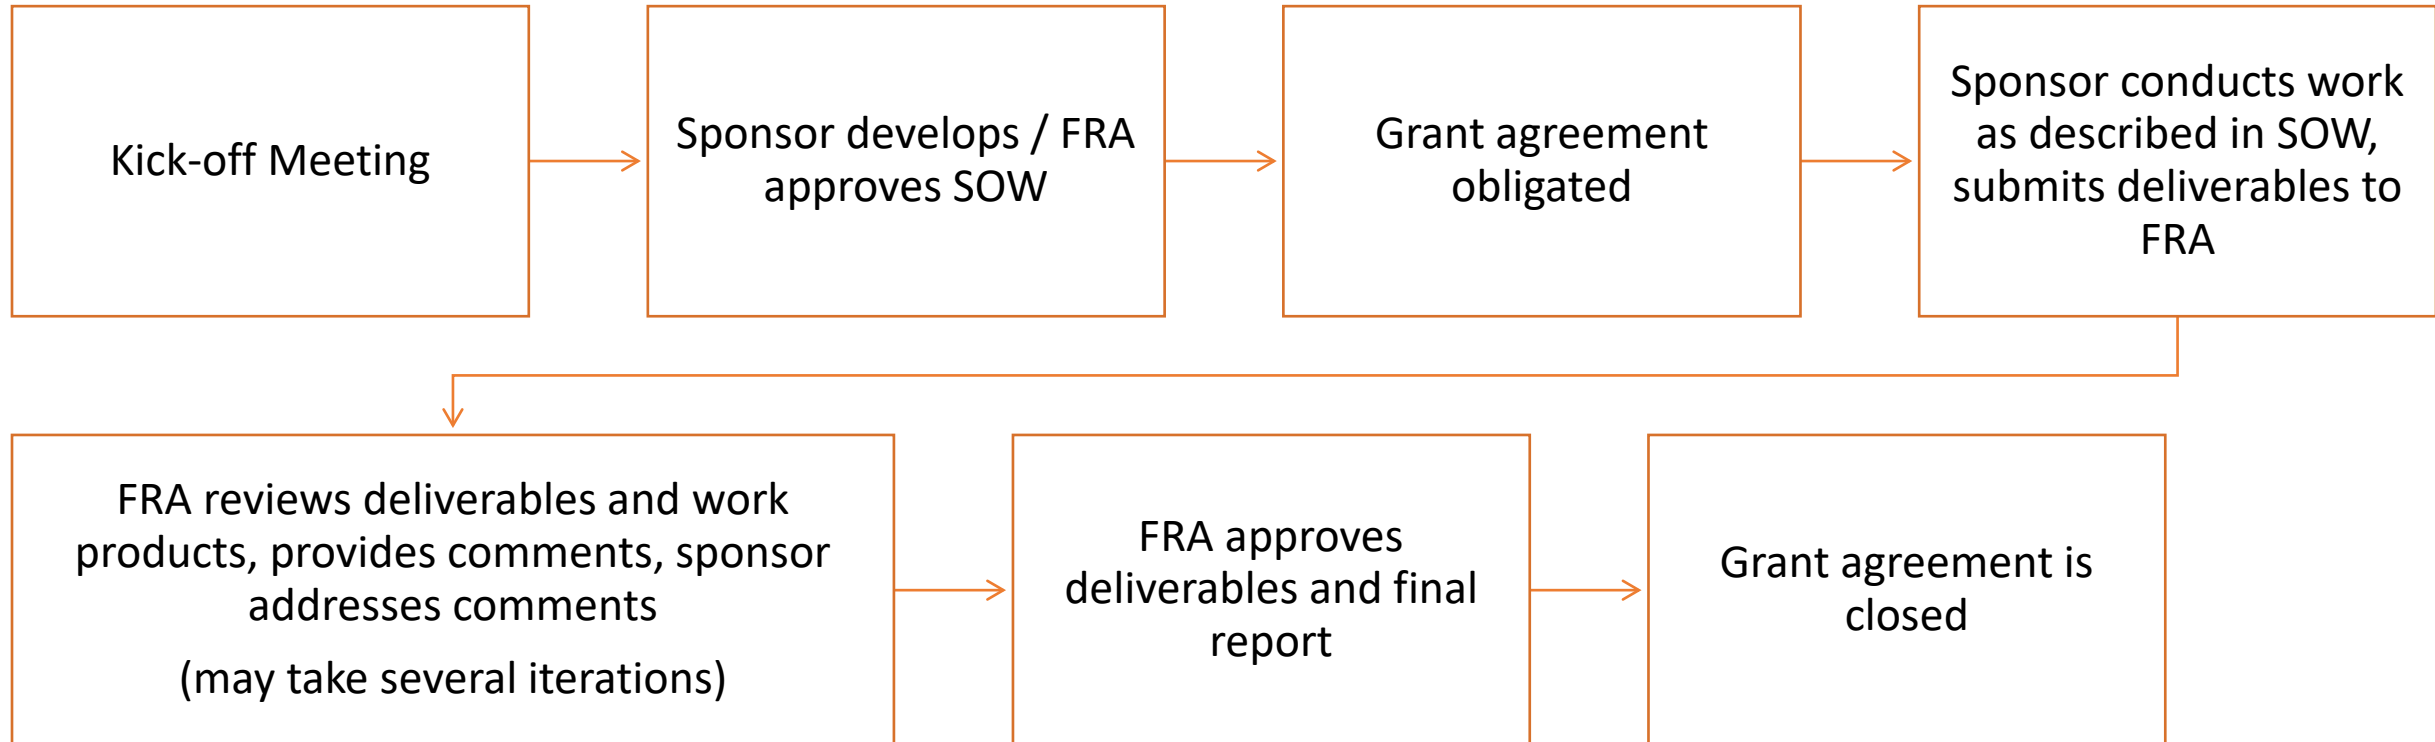 Kick-off Meeting
Sponsor develops / FRA
approves SOW
Grant agreement
obligated
Sponsor conducts work
as described in SOW,
submits deliverables to
FRA
FRA reviews deliverables and work
products, provides comments, sponsor
addresses comments
(may take several iterations)
FRA approves
deliverables and final
report
Grant agreement is
closed